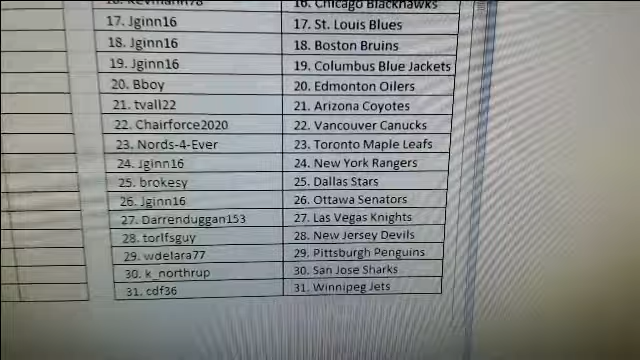 16. Kevmann78 16. Chicago Blackhawks
17. Jginn16 17. St. Louis Blues
18. Jginn16 18. Boston Bruins
19. Jginn16 19. Columbus Blue Jackets
20. Bboy 20. Edmonton Oilers
21. tvall22 21. Arizona Coyotes
22. Chairforce2020 22. Vancouver Canucks
23. Nords-4-Ever 23. Toronto Maple Leafs
24. Jginn16 24. New York Rangers
25. brokesy 25. Dallas Stars
26. Jginn16 26. Ottawa Senators
27. Darrenduggan153 27. Las Vegas Knights
28. torlfsguy 28. New Jersey Devils
29. wdelara77 29. Pittsburgh Penguins
30. k_northrup 30. San Jose Sharks
31. cdf36 31. Winnipeg Jets